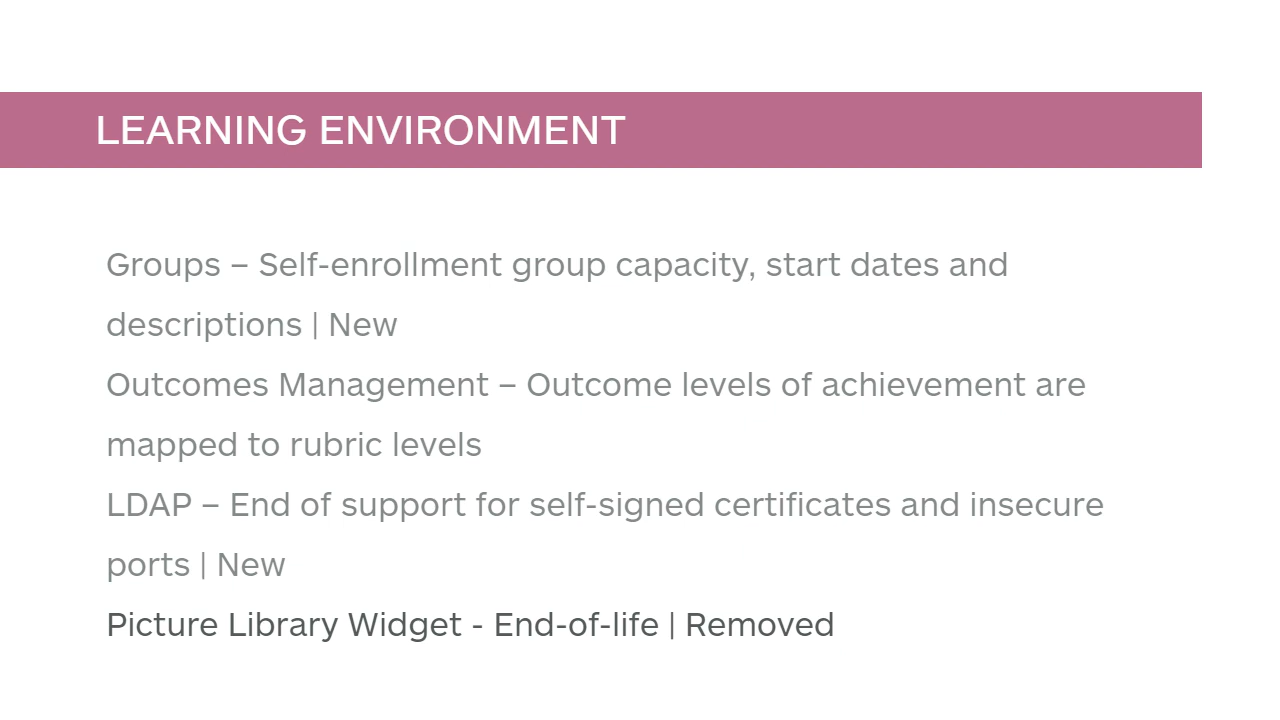 LEARNING ENVIRONMENT
Groups – Self-enrollment group capacity, start dates and
descriptions | New
Outcomes Management – Outcome levels of achievement are
mapped to rubric levels
LDAP – End of support for self-signed certificates and insecure
ports | New
Picture Library Widget - End-of-life | Removed